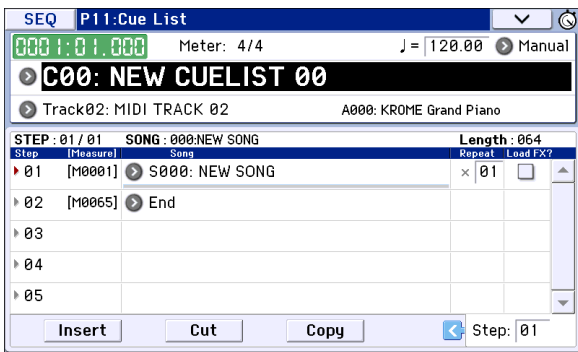 SEQ P11:Cue List
0001:01.000 Meter: 4/4 ♩= 120.00 Manual
C00: NEW CUELIST 00
Track02: MIDI TRACK 02 A000: KROME Grand Piano
STEP : 01 / 01 SONG : 000:NEW SONG Length : 064
Step [Measure] Song Repeat Load FX?
01 [M0001] S000: NEW SONG × 01
02 [M0065] End
03
04
05
Insert Cut Copy Step: 01